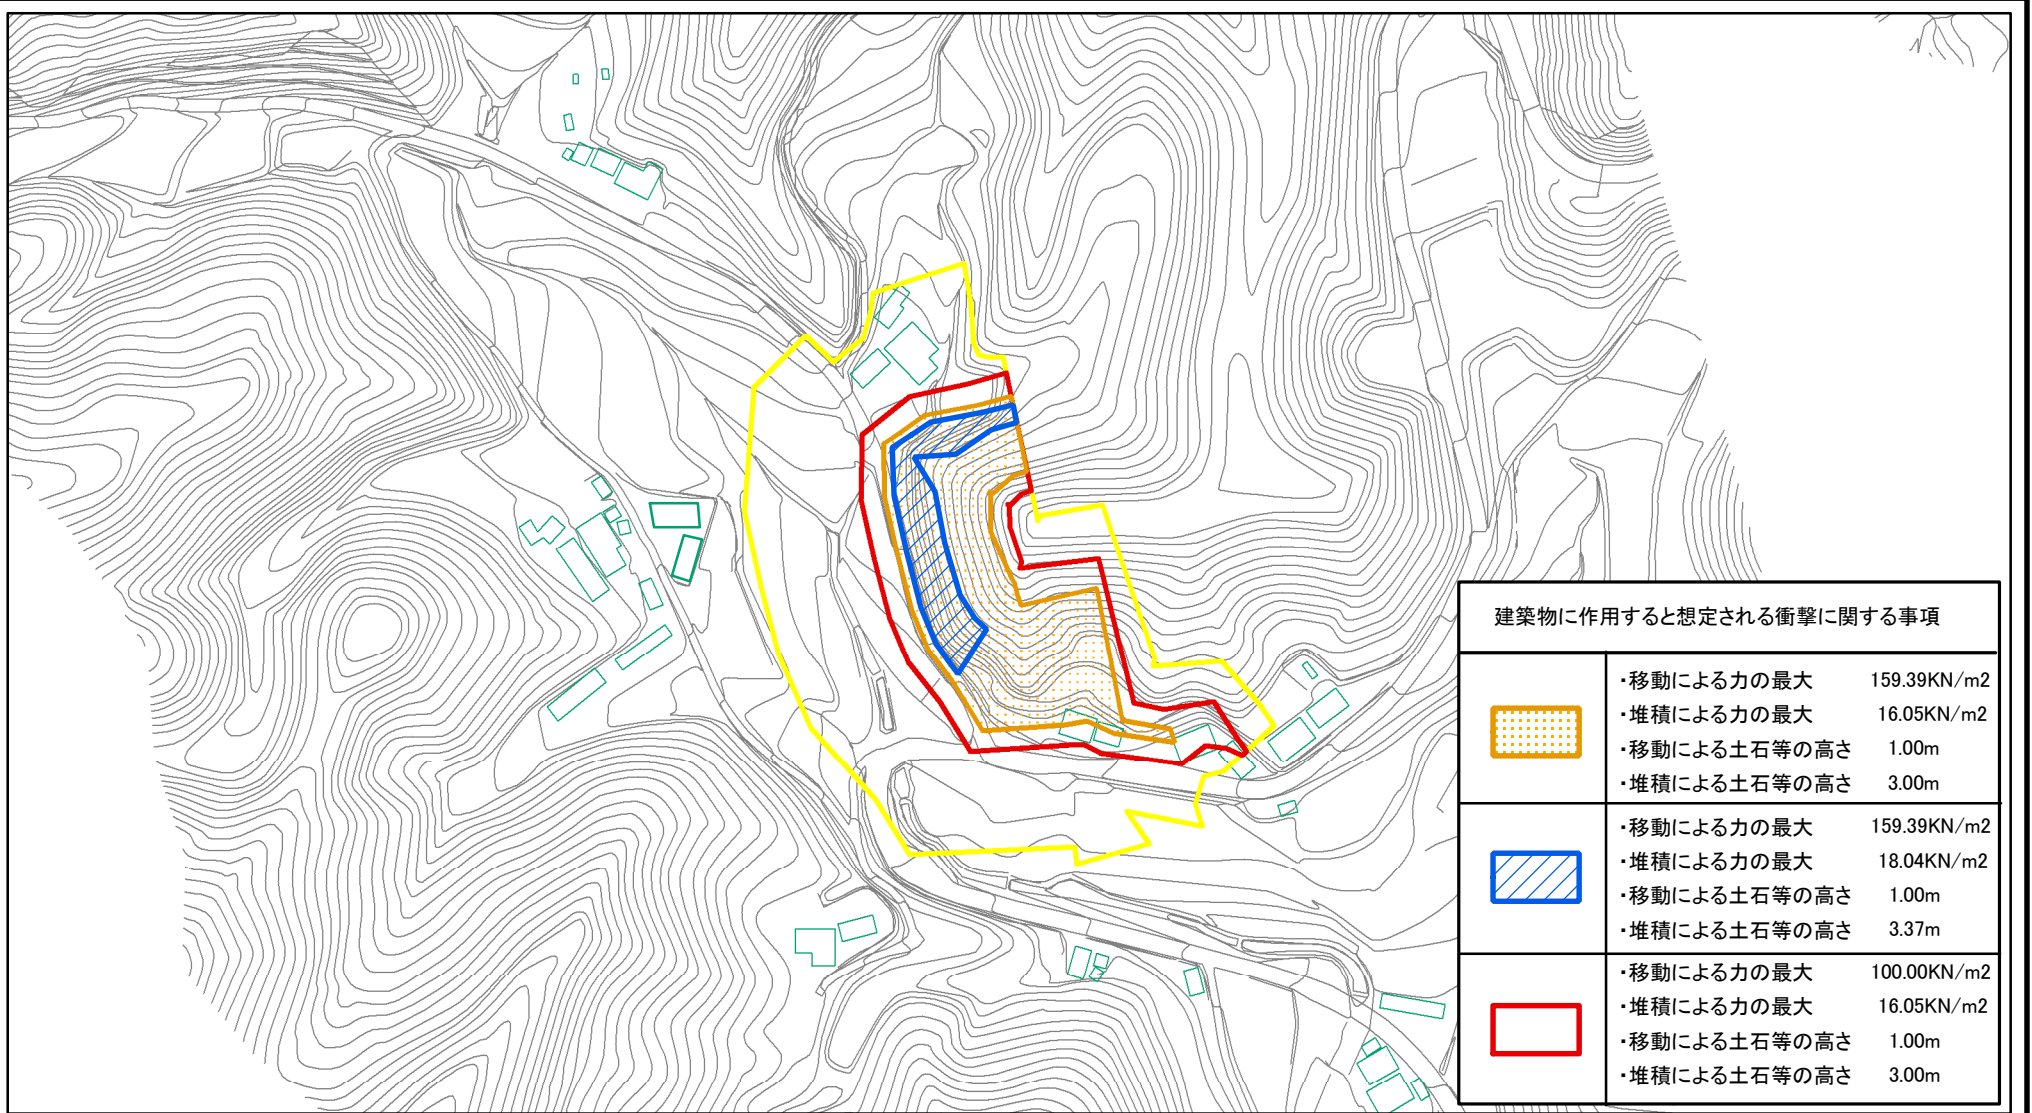 建築物に作用すると想定される衝撃に関する事項
・移動による力の最大 159.39KN/m2
・堆積による力の最大 16.05KN/m2
・移動による土石等の高さ 1.00m
・堆積による土石等の高さ 3.00m
・移動による力の最大 159.39KN/m2
・堆積による力の最大 18.04KN/m2
・移動による土石等の高さ 1.00m
・堆積による土石等の高さ 3.37m
・移動による力の最大 100.00KN/m2
・堆積による力の最大 16.05KN/m2
・移動による土石等の高さ 1.00m
・堆積による土石等の高さ 3.00m